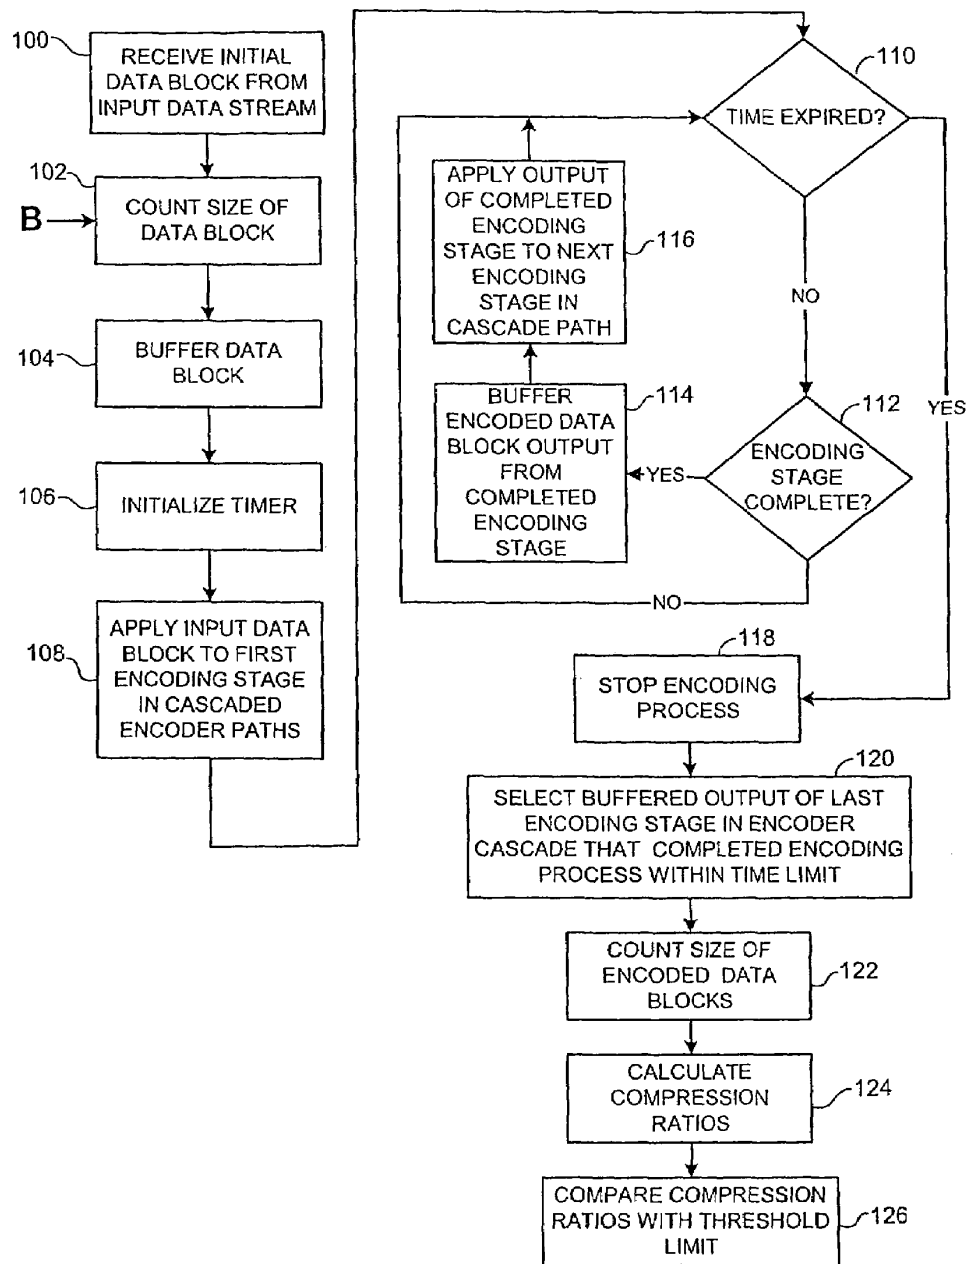 100
RECEIVE INITIAL
DATA BLOCK FROM
INPUT DATA STREAM
102
B
COUNT SIZE OF
DATA BLOCK
104
BUFFER DATA
BLOCK
106
INITIALIZE TIMER
108
APPLY INPUT DATA
BLOCK TO FIRST
ENCODING STAGE
IN CASCADED
ENCODER PATHS
110
TIME EXPIRED?
NO
YES
112
ENCODING
STAGE
COMPLETE?
YES
NO
114
BUFFER
ENCODED DATA
BLOCK OUTPUT
FROM
COMPLETED
ENCODING
STAGE
116
APPLY OUTPUT
OF COMPLETED
ENCODING
STAGE TO NEXT
ENCODING
STAGE IN
CASCADE PATH
118
STOP ENCODING
PROCESS
120
SELECT BUFFERED OUTPUT OF LAST
ENCODING STAGE IN ENCODER
CASCADE THAT COMPLETED ENCODING
PROCESS WITHIN TIME LIMIT
COUNT SIZE OF
ENCODED DATA
BLOCKS
122
CALCULATE
COMPRESSION
RATIOS
124
COMPARE COMPRESSION
RATIOS WITH THRESHOLD
LIMIT
126